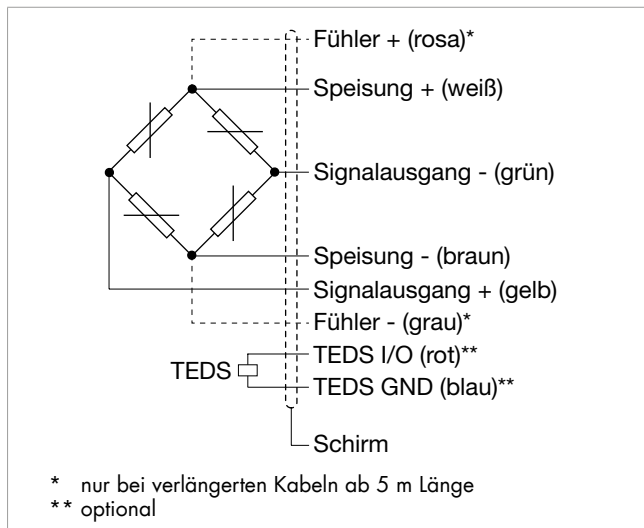 Fühler + (rosa)*
Speisung + (weiß)
Signalausgang - (grün)
Speisung - (braun)
Signalausgang + (gelb)
Fühler - (grau)*
TEDS I/O (rot)**
TEDS
TEDS GND (blau)**
Schirm
* nur bei verlängerten Kabeln ab 5 m Länge
** optional